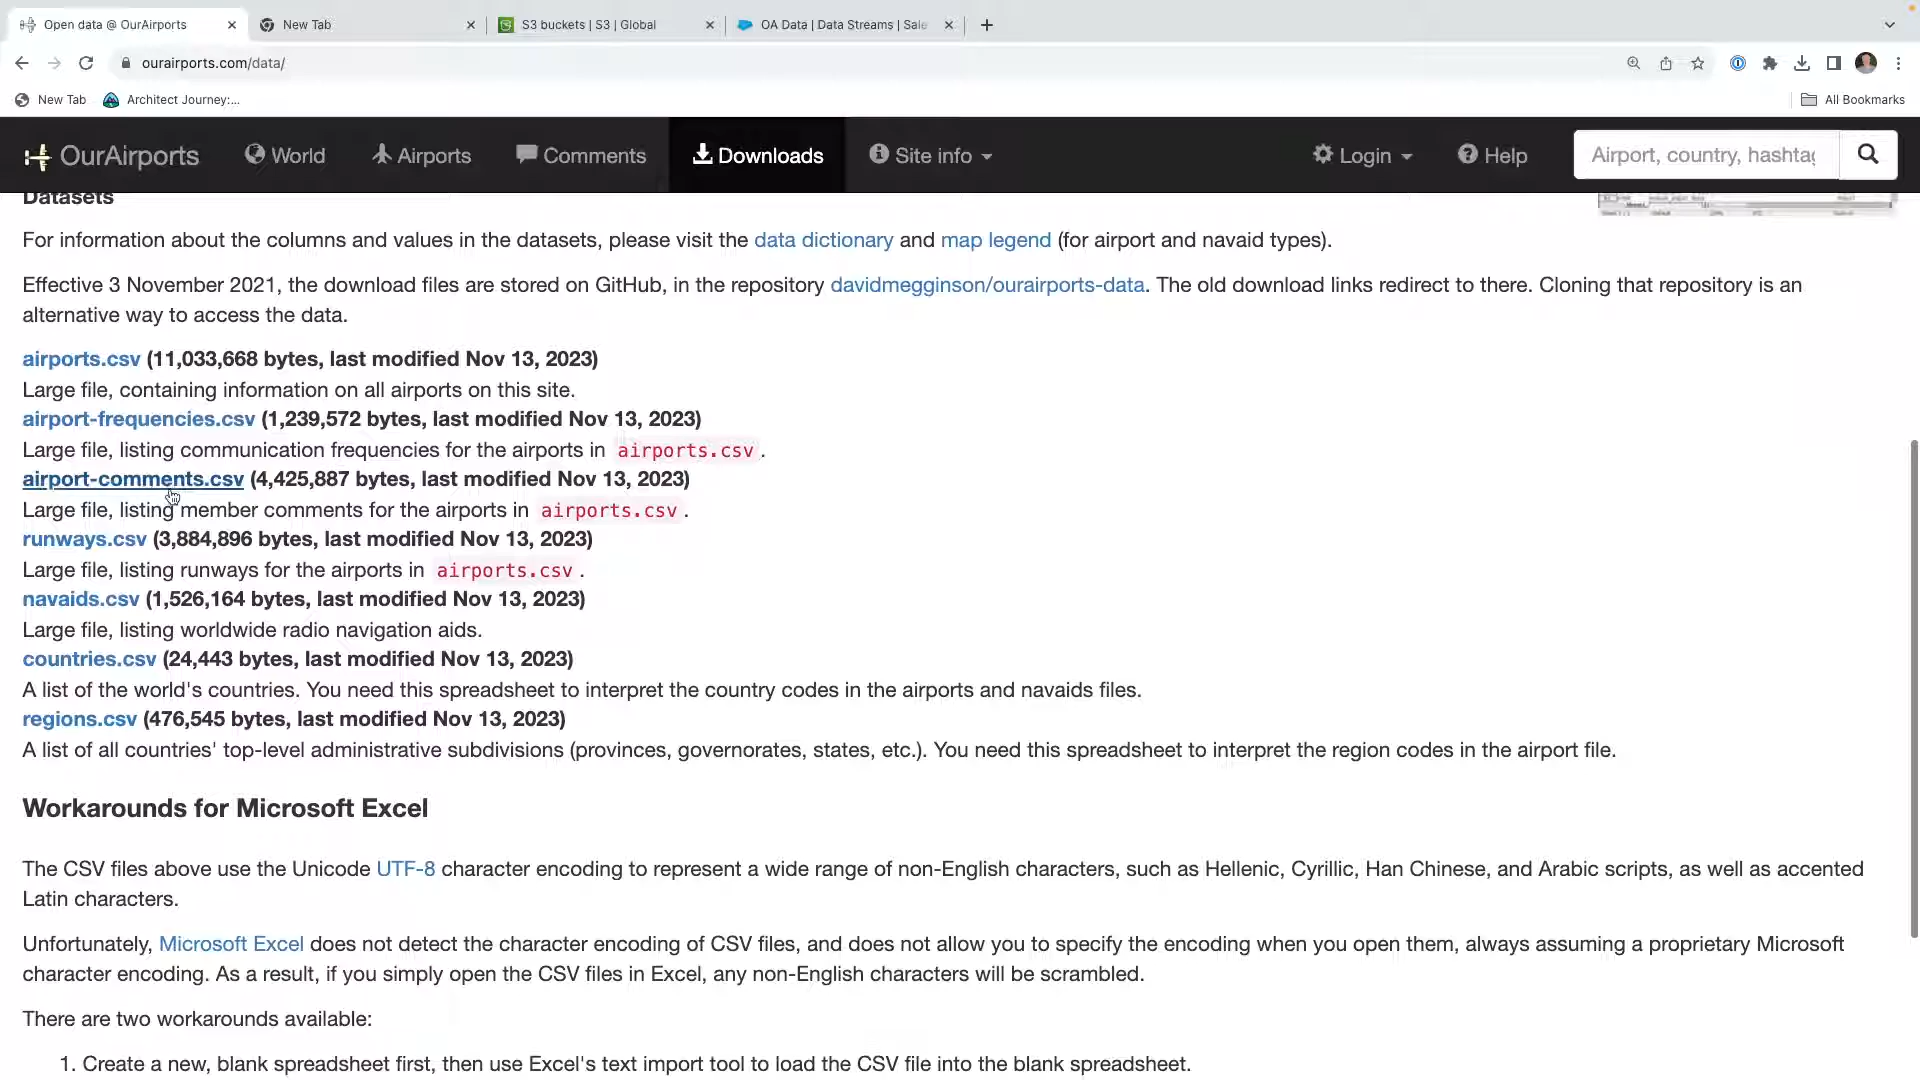 Open data @ OurAirports
New Tab
S3 buckets | S3 | Global
OA Data | Data Streams | Sale
ourairports.com/data/
New Tab
Architect Journey:...
All Bookmarks
OurAirports
World
Airports
Comments
Downloads
Site info
Login
Help
Airport, country, hashtag
Datasets
For information about the columns and values in the datasets, please visit the data dictionary and map legend (for airport and navaid types).
Effective 3 November 2021, the download files are stored on GitHub, in the repository davidmegginson/ourairports-data. The old download links redirect to there. Cloning that repository is an
alternative way to access the data.
airports.csv (11,033,668 bytes, last modified Nov 13, 2023)
Large file, containing information on all airports on this site.
airport-frequencies.csv (1,239,572 bytes, last modified Nov 13, 2023)
Large file, listing communication frequencies for the airports in airports.csv.
airport-comments.csv (4,425,887 bytes, last modified Nov 13, 2023)
Large file, listing member comments for the airports in airports.csv.
runways.csv (3,884,896 bytes, last modified Nov 13, 2023)
Large file, listing runways for the airports in airports.csv.
navaids.csv (1,526,164 bytes, last modified Nov 13, 2023)
Large file, listing worldwide radio navigation aids.
countries.csv (24,443 bytes, last modified Nov 13, 2023)
A list of the world's countries. You need this spreadsheet to interpret the country codes in the airports and navaids files.
regions.csv (476,545 bytes, last modified Nov 13, 2023)
A list of all countries' top-level administrative subdivisions (provinces, governorates, states, etc.). You need this spreadsheet to interpret the region codes in the airport file.
Workarounds for Microsoft Excel
The CSV files above use the Unicode UTF-8 character encoding to represent a wide range of non-English characters, such as Hellenic, Cyrillic, Han Chinese, and Arabic scripts, as well as accented
Latin characters.
Unfortunately, Microsoft Excel does not detect the character encoding of CSV files, and does not allow you to specify the encoding when you open them, always assuming a proprietary Microsoft
character encoding. As a result, if you simply open the CSV files in Excel, any non-English characters will be scrambled.
There are two workarounds available:
1. Create a new, blank spreadsheet first, then use Excel's text import tool to load the CSV file into the blank spreadsheet.